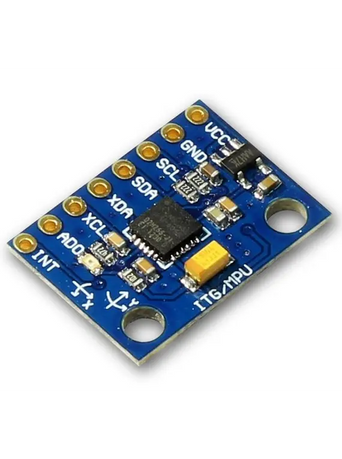 VCC
GND
SCL
SDA
XDA
XCL
ADO
INT
X
Y
ITG/MPU